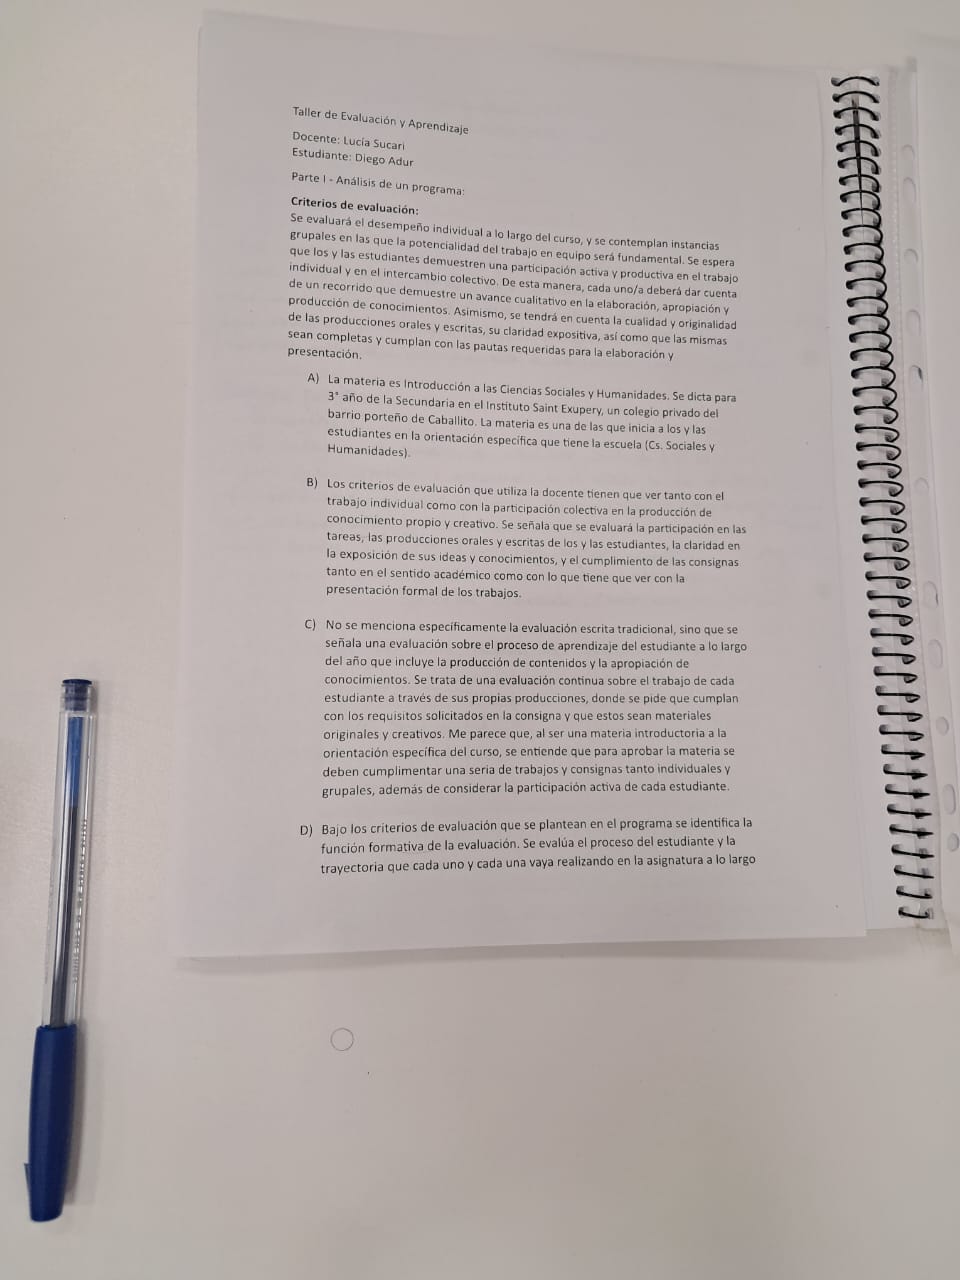 Taller de Evaluación y Aprendizaje
Docente: Lucía Sucari
Estudiante: Diego Adur
Parte I - Análisis de un programa:
Criterios de evaluación:
Se evaluará el desempeño individual a lo largo del curso, y se contemplan instancias
grupales en las que la potencialidad del trabajo en equipo será fundamental. Se espera
que los y las estudiantes demuestren una participación activa y productiva en el trabajo
individual y en el intercambio colectivo. De esta manera, cada uno/a deberá dar cuenta
de un recorrido que demuestre un avance cualitativo en la elaboración, apropiación y
producción de conocimientos. Asimismo, se tendrá en cuenta la cualidad y originalidad
de las producciones orales y escritas, su claridad expositiva, así como que las mismas
sean completas y cumplan con las pautas requeridas para la elaboración y
presentación.
A) La materia es Introducción a las Ciencias Sociales y Humanidades. Se dicta para
3° año de la Secundaria en el Instituto Saint Exupery, un colegio privado del
barrio porteño de Caballito. La materia es una de las que inicia a los y las
estudiantes en la orientación específica que tiene la escuela (Cs. Sociales y
Humanidades).
B) Los criterios de evaluación que utiliza la docente tienen que ver tanto con el
trabajo individual como con la participación colectiva en la producción de
conocimiento propio y creativo. Se señala que se evaluará la participación en las
tareas, las producciones orales y escritas de los y las estudiantes, la claridad en
la exposición de sus ideas y conocimientos, y el cumplimiento de las consignas
tanto en el sentido académico como con lo que tiene que ver con la
presentación formal de los trabajos.
C) No se menciona específicamente la evaluación escrita tradicional, sino que se
señala una evaluación sobre el proceso de aprendizaje del estudiante a lo largo
del año que incluye la producción de contenidos y la apropiación de
conocimientos. Se trata de una evaluación continua sobre el trabajo de cada
estudiante a través de sus propias producciones, donde se pide que cumplan
con los requisitos solicitados en la consigna y que estos sean materiales
originales y creativos. Me parece que, al ser una materia introductoria a la
orientación específica del curso, se entiende que para aprobar la materia se
deben cumplimentar una seria de trabajos y consignas tanto individuales y
grupales, además de considerar la participación activa de cada estudiante.
D) Bajo los criterios de evaluación que se plantean en el programa se identifica la
función formativa de la evaluación. Se evalúa el proceso del estudiante y la
trayectoria que cada uno y cada una vaya realizando en la asignatura a lo largo